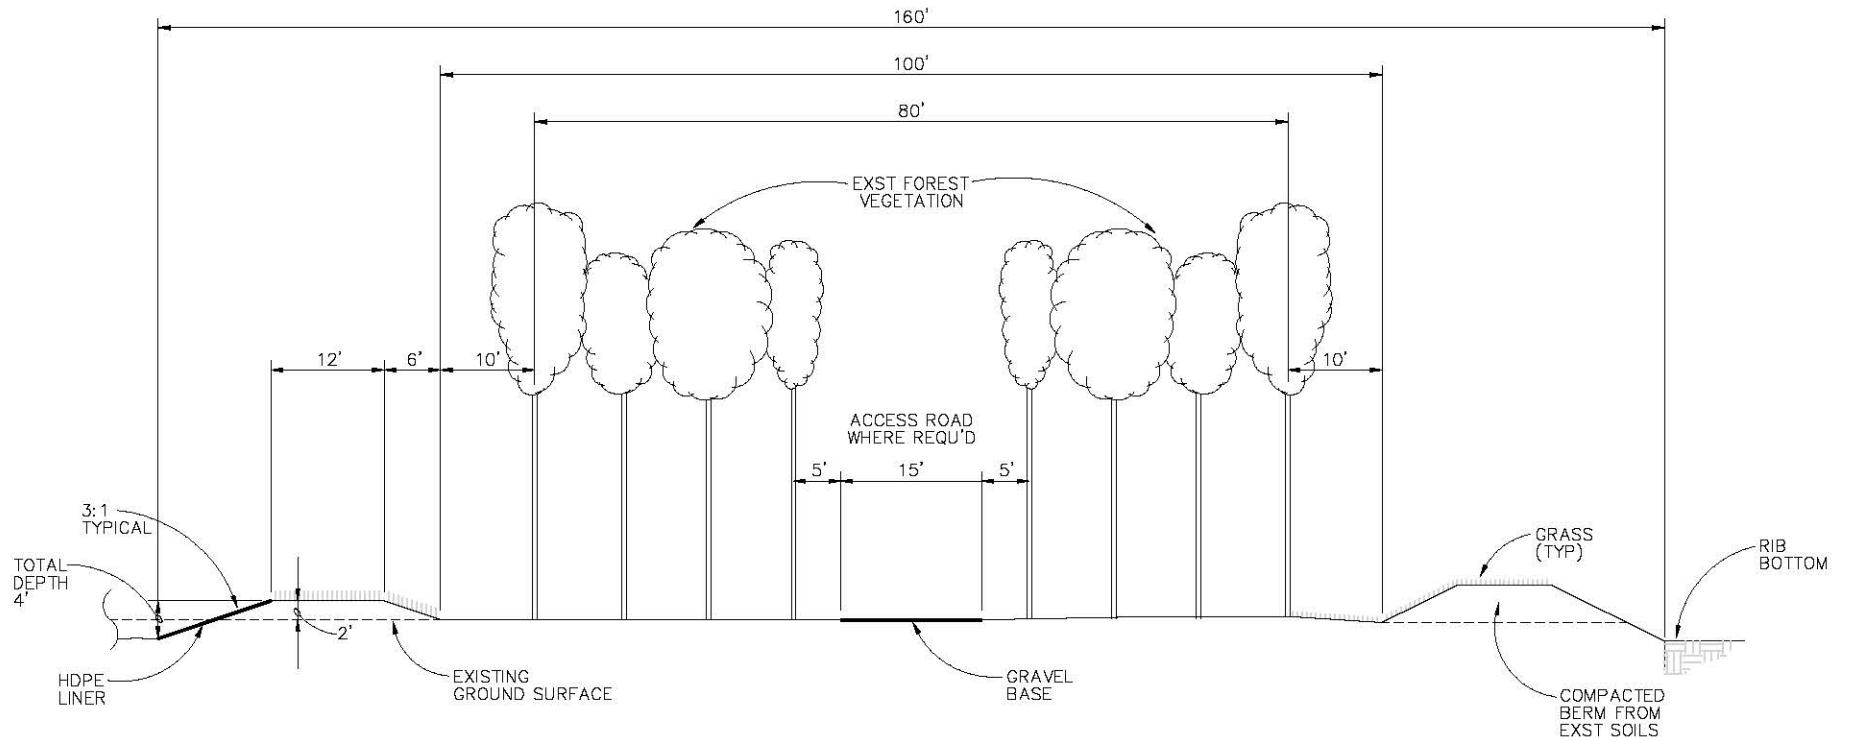 160'
100'
80'
EXST FOREST
VEGETATION
12'
6'
10'
10'
ACCESS ROAD
WHERE REQU'D
5'
15'
5'
3:1
TYPICAL
TOTAL
DEPTH
4'
GRASS
(TYP)
RIB
BOTTOM
2'
HDPE
LINER
EXISTING
GROUND SURFACE
GRAVEL
BASE
COMPACTED
BERM FROM
EXST SOILS